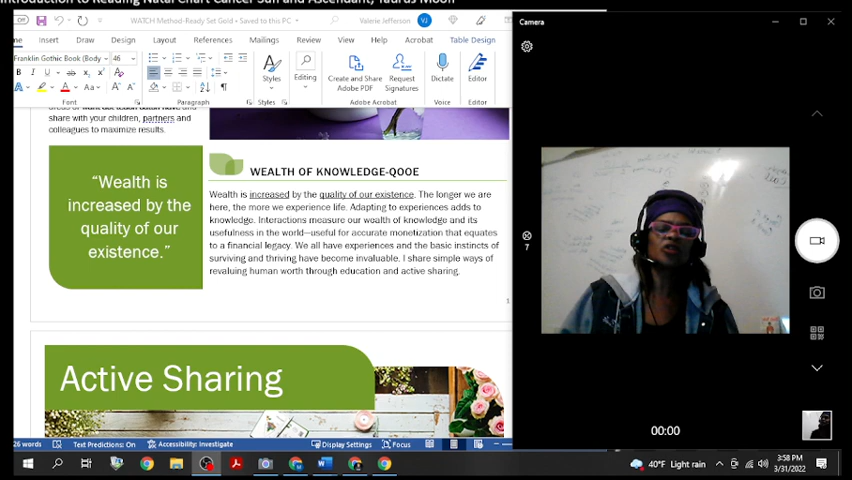 Introduction to Reading Natal Chart Cancer Sun and Ascendant, Taurus Moon
Off
WATCH Method-Ready Set Gold • Saved to this PC
Valerie Jefferson
VJ
Insert Draw Design Layout References Mailings Review View Help Acrobat Table Design
Franklin Gothic Book (Body
46
Styles
Editing
Create and Share
Adobe PDF
Request
Signatures
Dictate
Editor
Font
Paragraph
Styles
Adobe Acrobat
Voice
Editor
share with your children, partners and
colleagues to maximize results.
“Wealth is
increased by the
quality of our
existence.”
WEALTH OF KNOWLEDGE-QOOE
Wealth is increased by the quality of our existence. The longer we are
here, the more we experience life. Adapting to experiences adds to
knowledge. Interactions measure our wealth of knowledge and its
usefulness in the world—useful for accurate monetization that equates
to a financial legacy. We all have experiences and the basic instincts of
surviving and thriving have become invaluable. I share simple ways of
revaluing human worth through education and active sharing.
1
Active Sharing
26 words
Text Predictions: On
Accessibility: Investigate
Display Settings
Focus
Camera
7
00:00
40°F Light rain
3:58 PM
3/31/2022